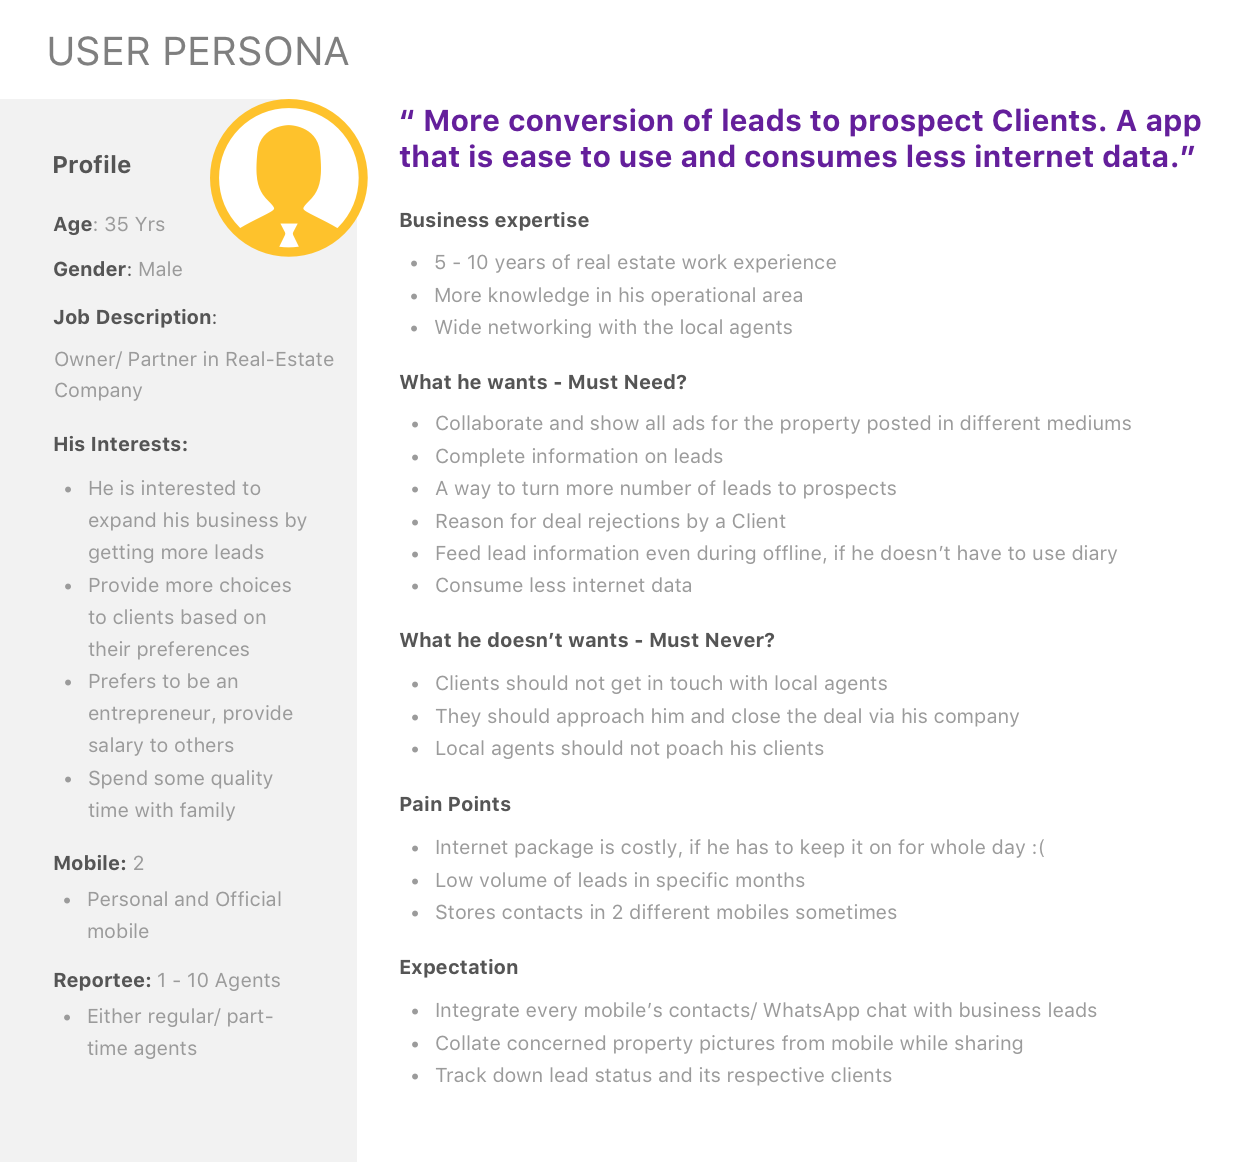 USER PERSONA
Profile
Age: 35 Yrs
Gender: Male
Job Description:
Owner/ Partner in Real-Estate
Company
His Interests:
• He is interested to
expand his business by
getting more leads
• Provide more choices
to clients based on
their preferences
• Prefers to be an
entrepreneur, provide
salary to others
• Spend some quality
time with family
Mobile: 2
• Personal and Official
mobile
Reportee: 1 - 10 Agents
• Either regular/ part-
time agents
“ More conversion of leads to prospect Clients. A app
that is ease to use and consumes less internet data.”
Business expertise
• 5 - 10 years of real estate work experience
• More knowledge in his operational area
• Wide networking with the local agents
What he wants - Must Need?
• Collaborate and show all ads for the property posted in different mediums
• Complete information on leads
• A way to turn more number of leads to prospects
• Reason for deal rejections by a Client
• Feed lead information even during offline, if he doesn’t have to use diary
• Consume less internet data
What he doesn’t wants - Must Never?
• Clients should not get in touch with local agents
• They should approach him and close the deal via his company
• Local agents should not poach his clients
Pain Points
• Internet package is costly, if he has to keep it on for whole day :(
• Low volume of leads in specific months
• Stores contacts in 2 different mobiles sometimes
Expectation
• Integrate every mobile’s contacts/ WhatsApp chat with business leads
• Collate concerned property pictures from mobile while sharing
• Track down lead status and its respective clients